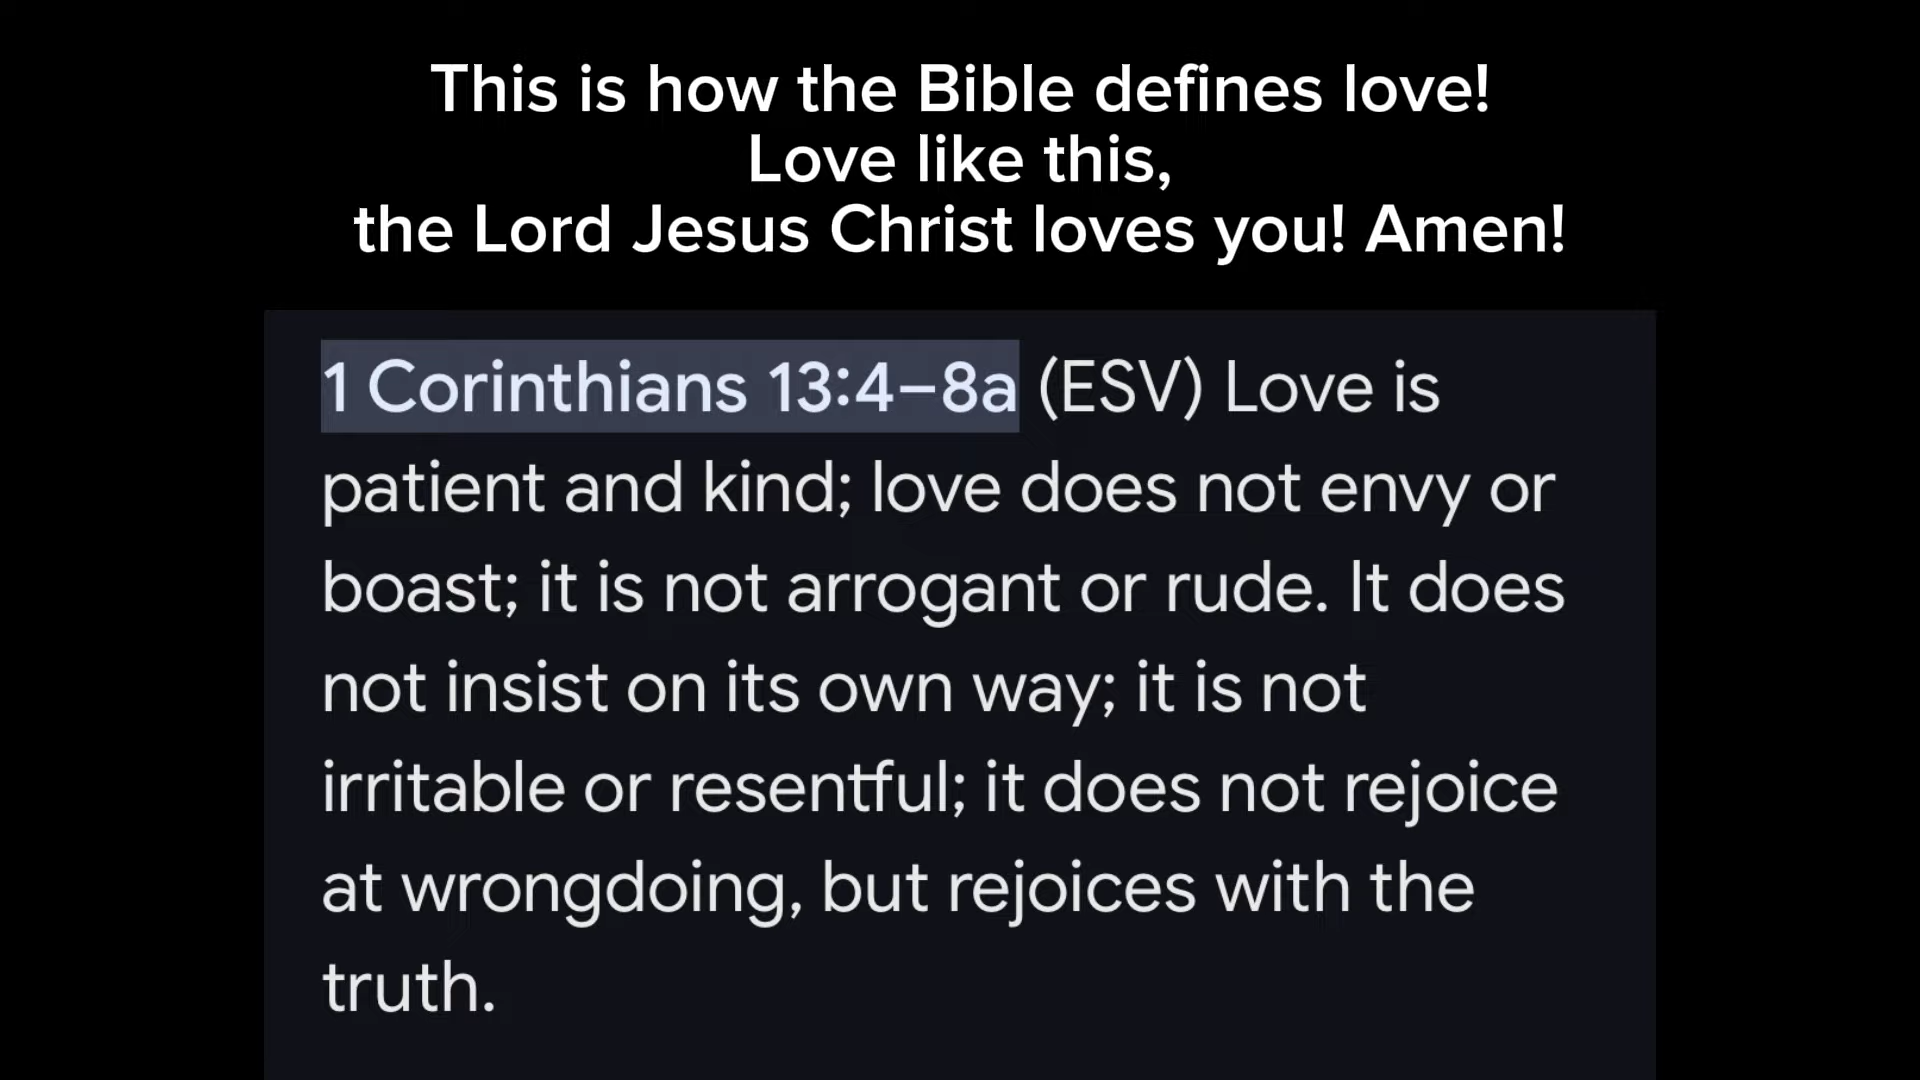 This is how the Bible defines love!
Love like this,
the Lord Jesus Christ loves you! Amen!
1 Corinthians 13:4–8a (ESV) Love is
patient and kind; love does not envy or
boast; it is not arrogant or rude. It does
not insist on its own way; it is not
irritable or resentful; it does not rejoice
at wrongdoing, but rejoices with the
truth.